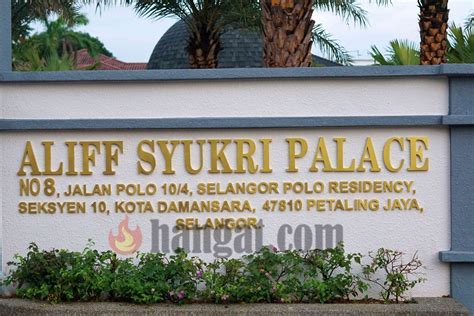 ALIFF SYUKRI PALACE
NO 8, JALAN POLO 10/4, SELANGOR POLO RESIDENCY,
SEKSYEN 10, KOTA DAMANSARA, 47810 PETALING JAYA,
SELANGOR.
hangat.com